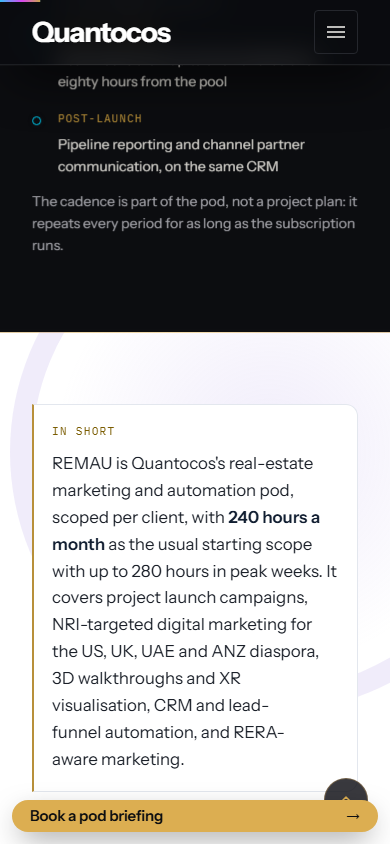 Quantocos
eighty hours from the pool
POST-LAUNCH
Pipeline reporting and channel partner
communication, on the same CRM
The cadence is part of the pod, not a project plan: it
repeats every period for as long as the subscription
runs.
IN SHORT
REMAU is Quantocos's real-estate
marketing and automation pod,
scoped per client, with 240 hours a
month as the usual starting scope
with up to 280 hours in peak weeks. It
covers project launch campaigns,
NRI-targeted digital marketing for
the US, UK, UAE and ANZ diaspora,
3D walkthroughs and XR
visualisation, CRM and lead-
funnel automation, and RERA-
aware marketing.
Book a pod briefing →